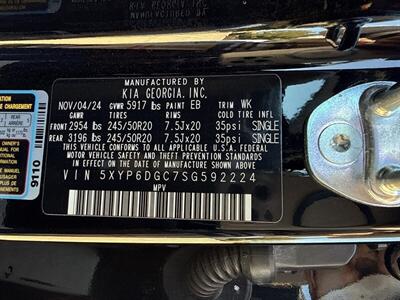 MANUFACTURED BY
KIA GEORGIA, INC.
NOV/04/24 GVWR 5917 lbs PAINT EB TRIM WK
GAWR TIRES RIMS COLD TIRE INFL
FRONT 2954 lbs 245/50R20 7.5Jx20 35psi SINGLE
REAR 3196 lbs 245/50R20 7.5Jx20 35psi SINGLE
THIS VEHICLE CONFORMS TO ALL APPLICABLE U.S.A. FEDERAL
MOTOR VEHICLE SAFETY AND THEFT PREVENTION STANDARDS
IN EFFECT ON THE DATE OF MANUFACTURE SHOWN ABOVE.
VIN 5XYP6DGC7SG592224
MPV
CHARGEMENT
REAR
ARRIÈRE
9110